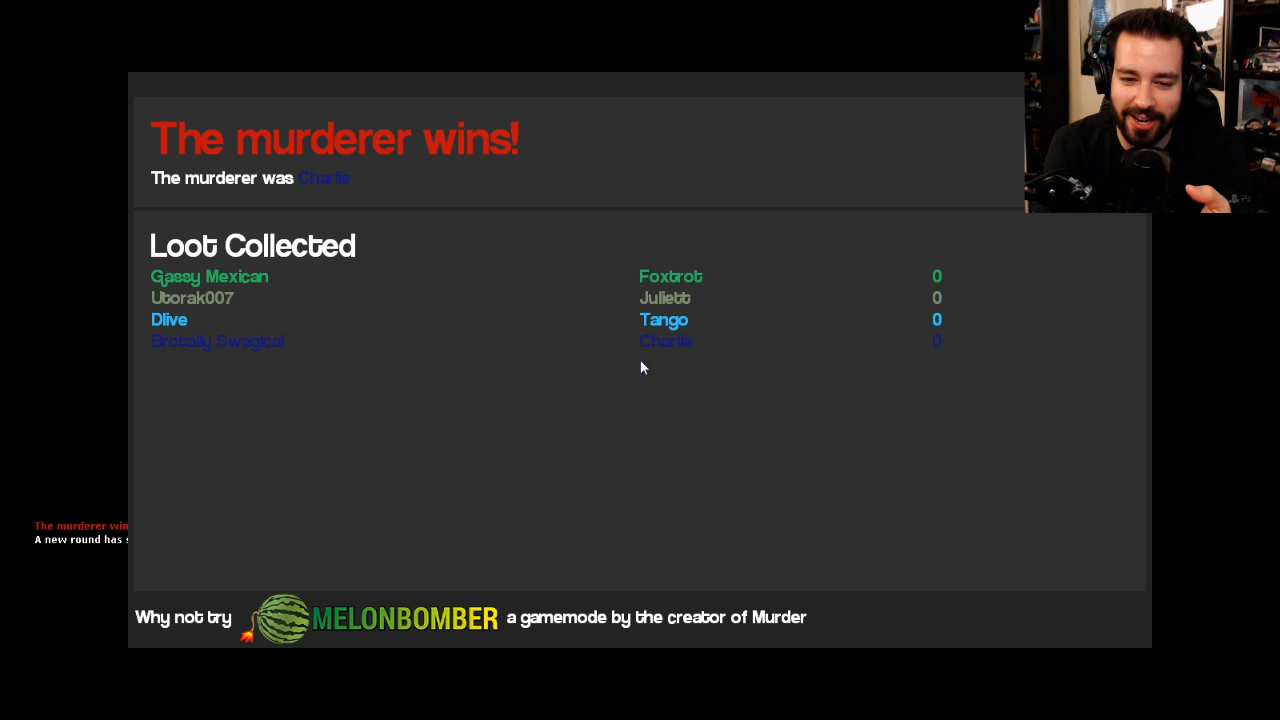 The murderer wins!
The murderer was Charlie
Loot Collected
Gassy Mexican Foxtrot 0
Utorak007 Juliett 0
Dlive Tango 0
Brotally Swagical Charlie 0
The murderer win
A new round has s
Why not try MELONBOMBER a gamemode by the creator of Murder